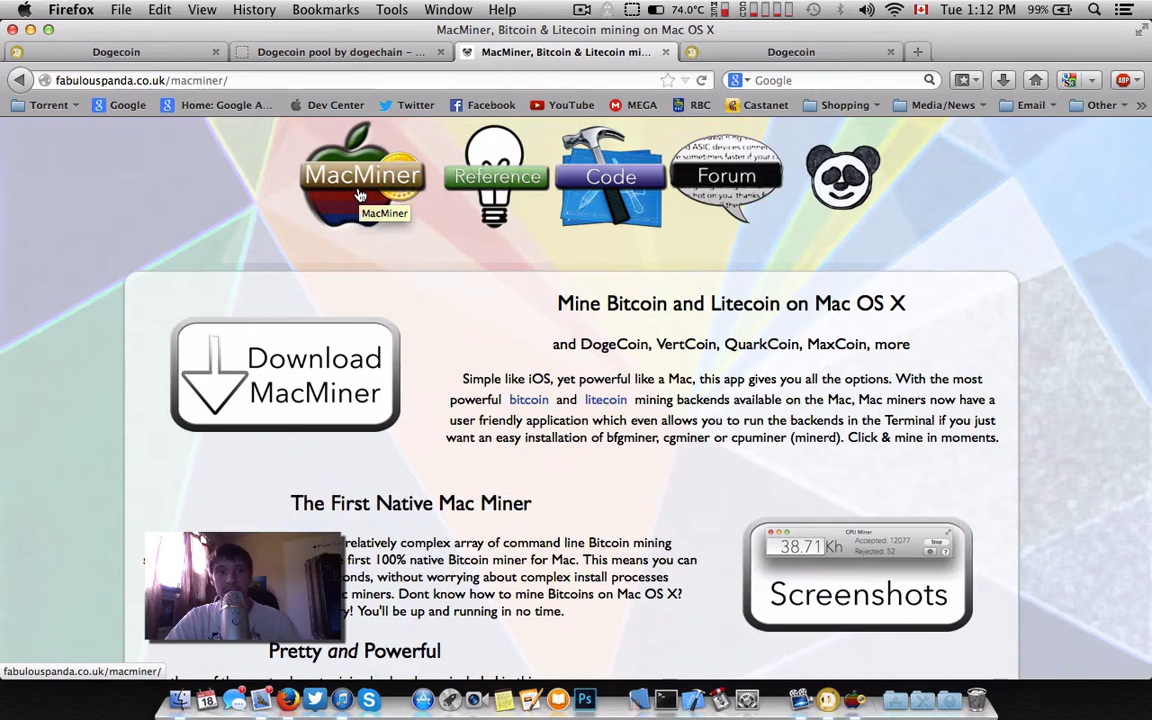 Firefox File Edit View History Bookmarks Tools Window Help 74.0°C Tue 1:12 PM 99%
MacMiner, Bitcoin & Litecoin mining on Mac OS X
Dogecoin × Dogecoin pool by dogechain – ... × MacMiner, Bitcoin & Litecoin mi... × Dogecoin × +
fabulouspanda.co.uk/macminer/ Google ABP
Torrent Google Home: Google A... Dev Center Twitter Facebook YouTube MEGA RBC Castanet Shopping Media/News Email Other »
MacMiner Reference Code Forum
MacMiner
Mine Bitcoin and Litecoin on Mac OS X
and DogeCoin, VertCoin, QuarkCoin, MaxCoin, more
Download
MacMiner
Simple like iOS, yet powerful like a Mac, this app gives you all the options. With the most
powerful bitcoin and litecoin mining backends available on the Mac, Mac miners now have a
user friendly application which even allows you to run the backends in the Terminal if you just
want an easy installation of bfgminer, cgminer or cpuminer (minerd). Click & mine in moments.
The First Native Mac Miner
relatively complex array of command line Bitcoin mining
first 100% native Bitcoin miner for Mac. This means you can
onds, without worrying about complex install processes
c miners. Dont know how to mine Bitcoins on Mac OS X?
y! You'll be up and running in no time.
GPU Miner
38.71 Kh Accepted: 12077 Stop
Rejected: 52
Screenshots
Pretty and Powerful
fabulouspanda.co.uk/macminer/
18
Ps